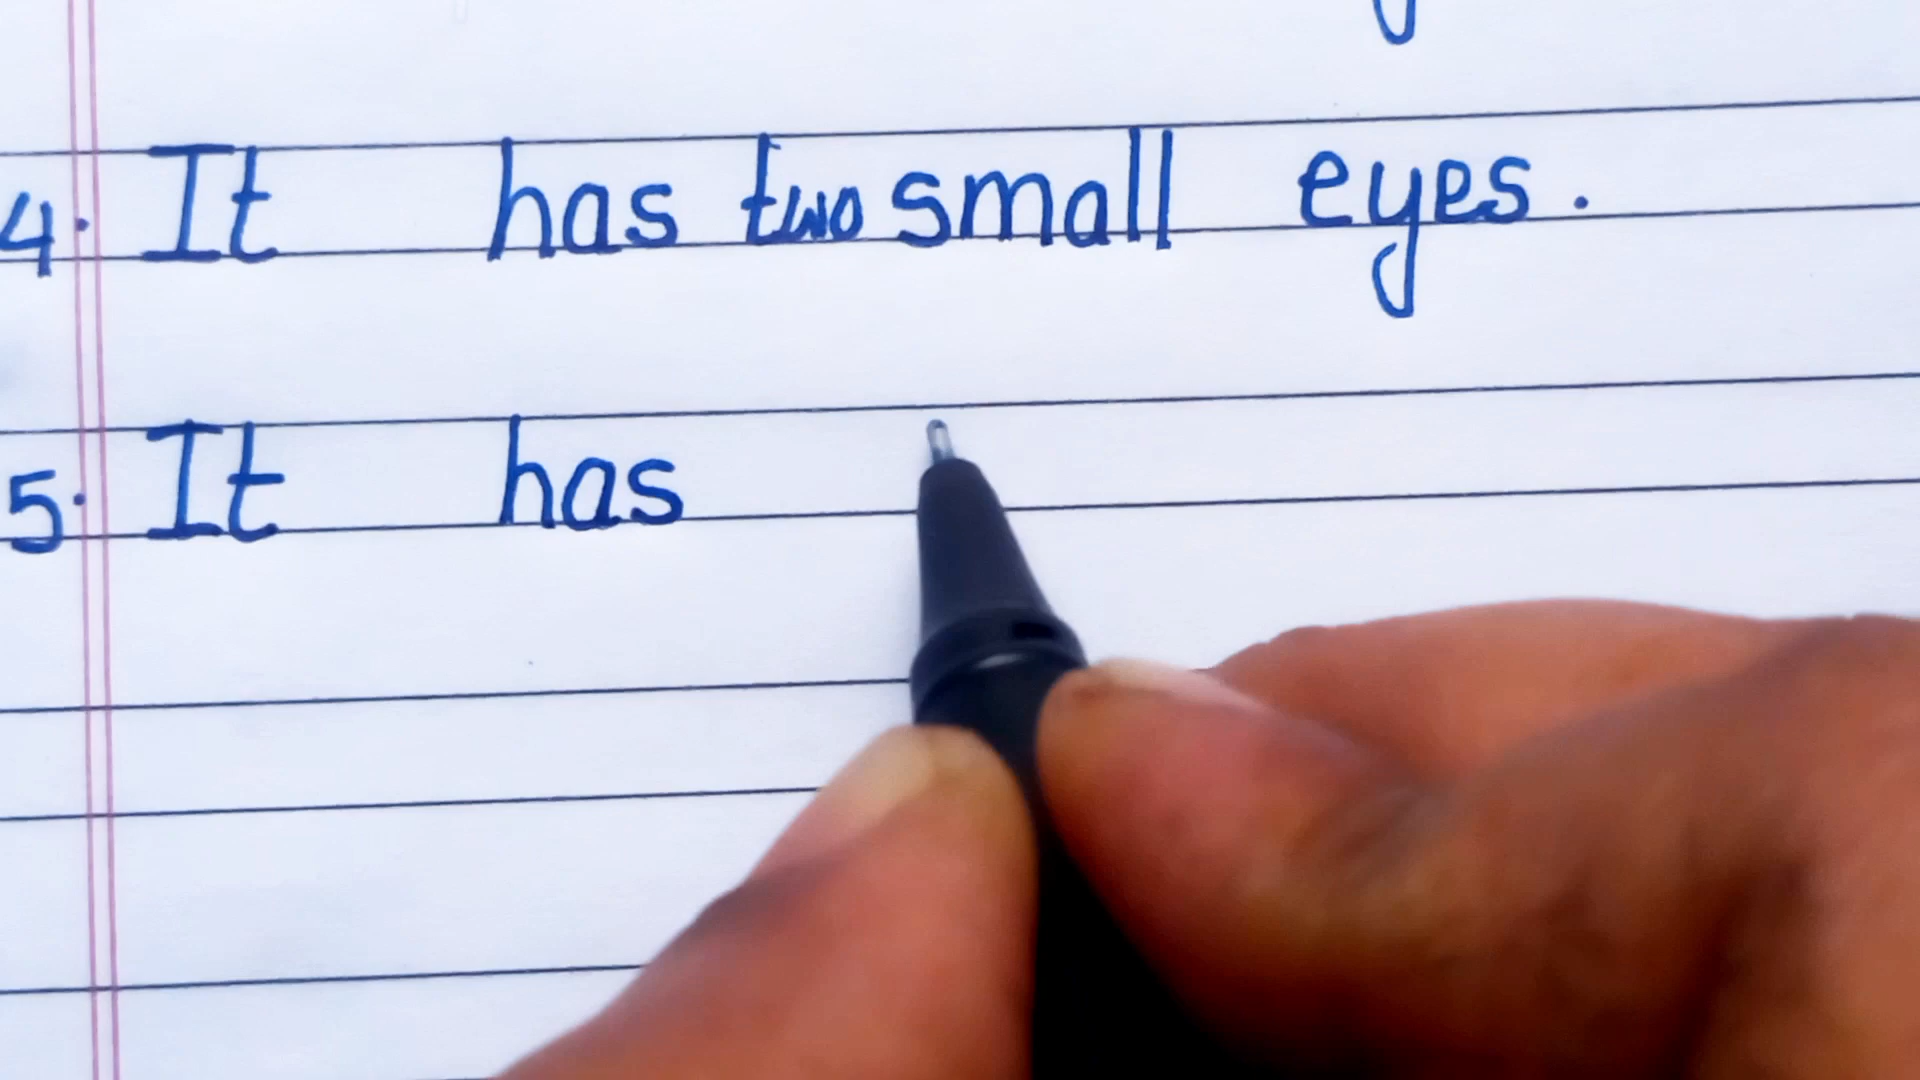 4. It has two small eyes.
5. It has